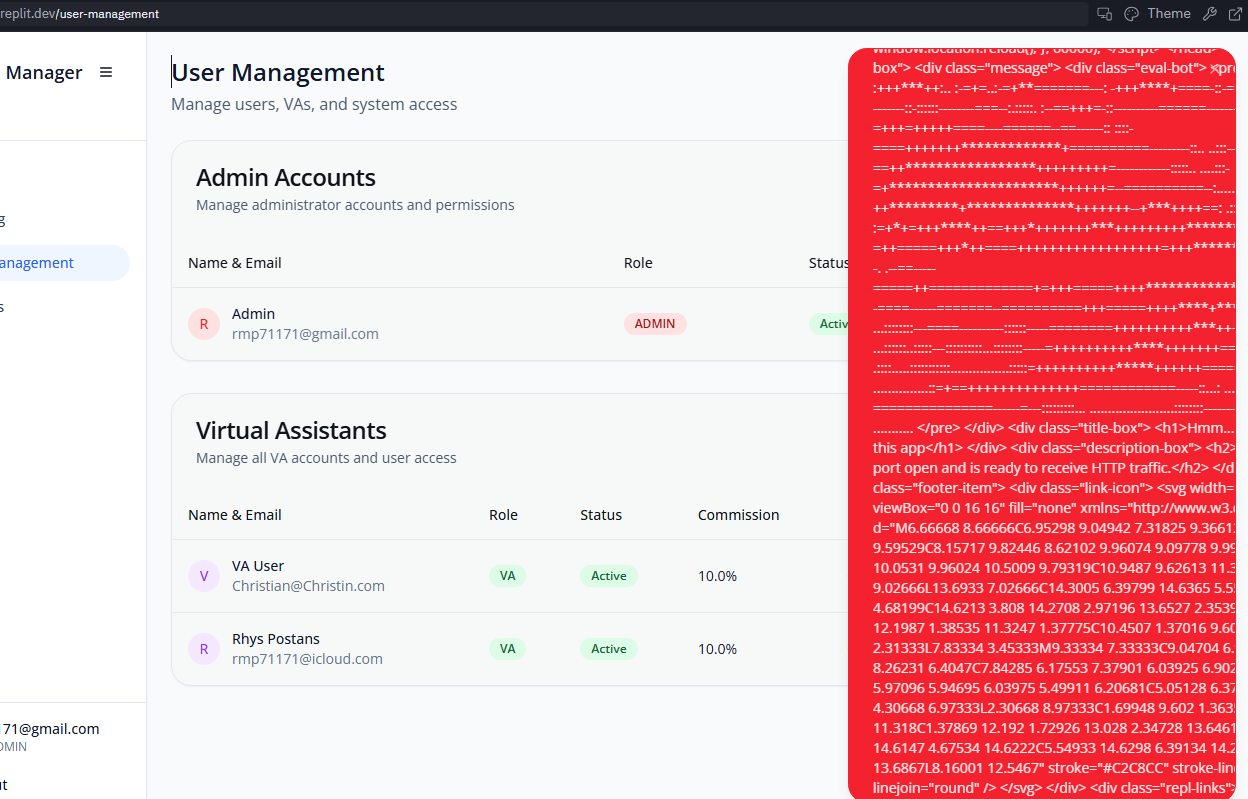 replit.dev/user-management
Theme
Manager
User Management
Manage users, VAs, and system access
g
anagement
s
Admin Accounts
Manage administrator accounts and permissions
Name & Email
Role
Status
R
Admin
rmp71171@gmail.com
ADMIN
Activ
Virtual Assistants
Manage all VA accounts and user access
Name & Email
Role
Status
Commission
V
VA User
Christian@Christin.com
VA
Active
10.0%
R
Rhys Postans
rmp71171@icloud.com
VA
Active
10.0%
71@gmail.com
DMIN
ut
window.location.reload(); }, 60000); </script> </head>
box"> <div class="message"> <div class="eval-bot"> <pre
</pre> </div> <div class="title-box"> <h1>Hmm...
this app</h1> </div> <div class="description-box"> <h2>
port open and is ready to receive HTTP traffic.</h2> </d
class="footer-item"> <div class="link-icon"> <svg width=
viewBox="0 0 16 16" fill="none" xmlns="http://www.w3.
d="M6.66668 8.66666C6.95298 9.04942 7.31825 9.3661
9.59529C8.15717 9.82446 8.62102 9.96074 9.09778 9.99
10.0531 9.96024 10.5009 9.79319C10.9487 9.62613 11.3
9.02666L13.6933 7.02666C14.3005 6.39799 14.6365 5.5
4.68199C14.6213 3.808 14.2708 2.97196 13.6527 2.3539
12.1987 1.38535 11.3247 1.37775C10.4507 1.37016 9.60
2.31333L7.83334 3.45333M9.33334 7.33333C9.04704 6.
8.26231 6.4047C7.84285 6.17553 7.37901 6.03925 6.902
5.97096 5.94695 6.03975 5.49911 6.20681C5.05128 6.37
4.30668 6.97333L2.30668 8.97333C1.69948 9.602 1.363
11.318C1.37869 12.192 1.72926 13.028 2.34728 13.6461
14.6147 4.67534 14.6222C5.54933 14.6298 6.39134 14.2
13.6867L8.16001 12.5467" stroke="#C2C8CC" stroke-line
linejoin="round" /> </svg> </div> <div class="repl-links">